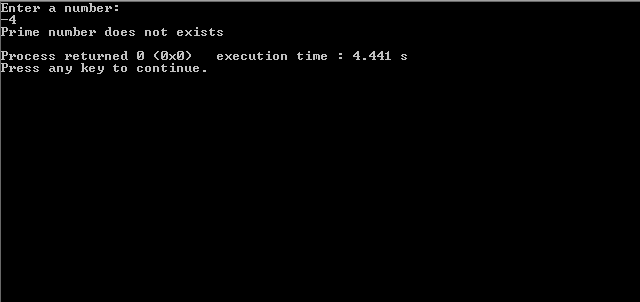 Enter a number:
-4
Prime number does not exists
Process returned 0 (0x0)   execution time : 4.441 s
Press any key to continue.